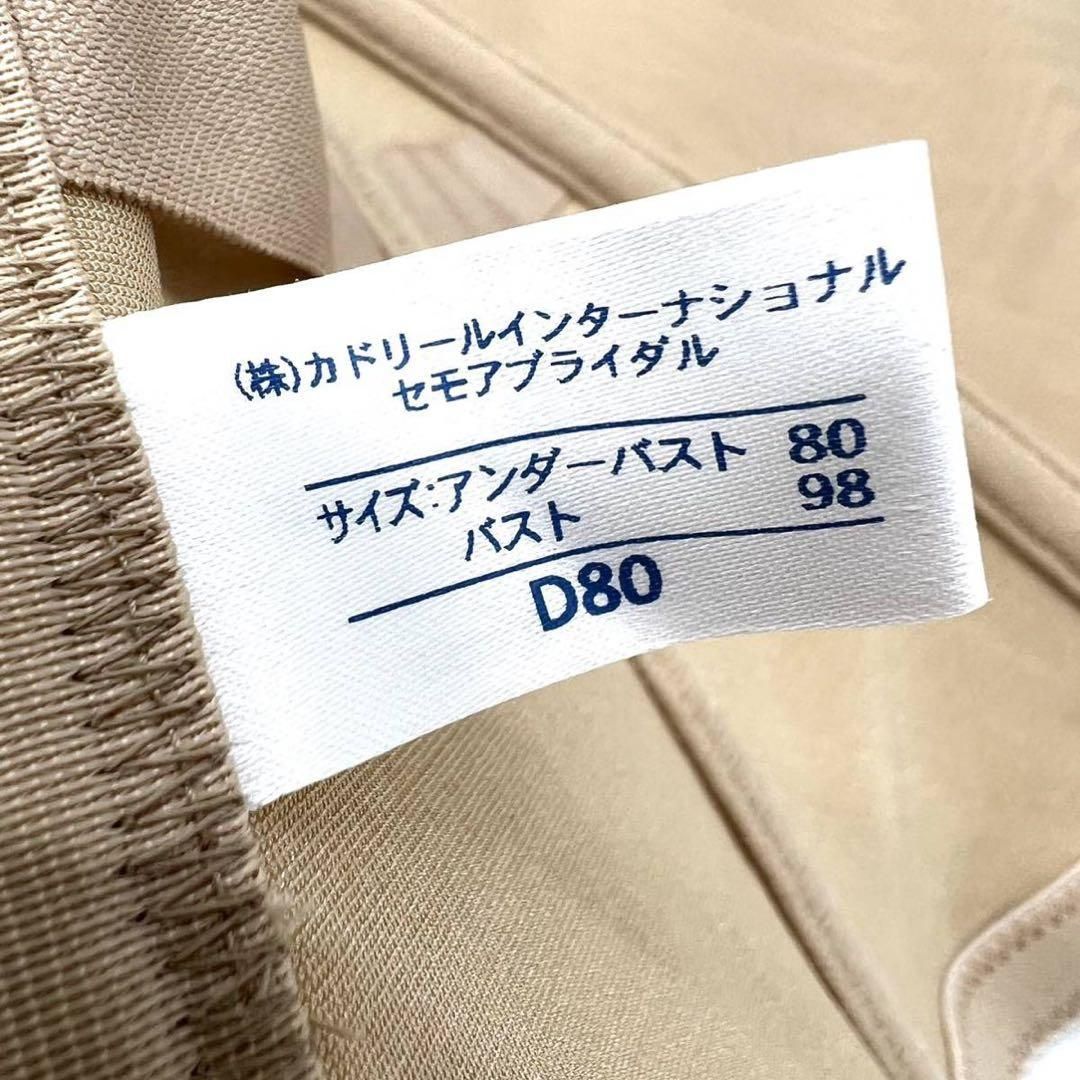 (株)カドリールインターナショナル
セモアブライダル
サイズ:アンダーバスト 80
バスト 98
D80